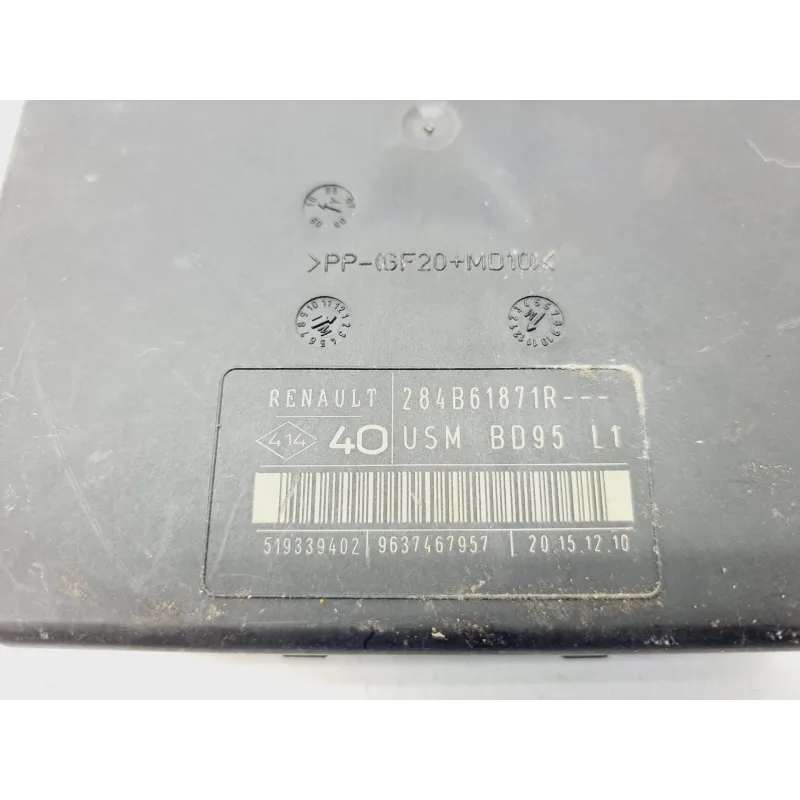 >PP-(GF20+MD10)<
RENAULT 284B61871R---
414 40 USM BD95 L1
519339402 9637467957 20.15.12.10